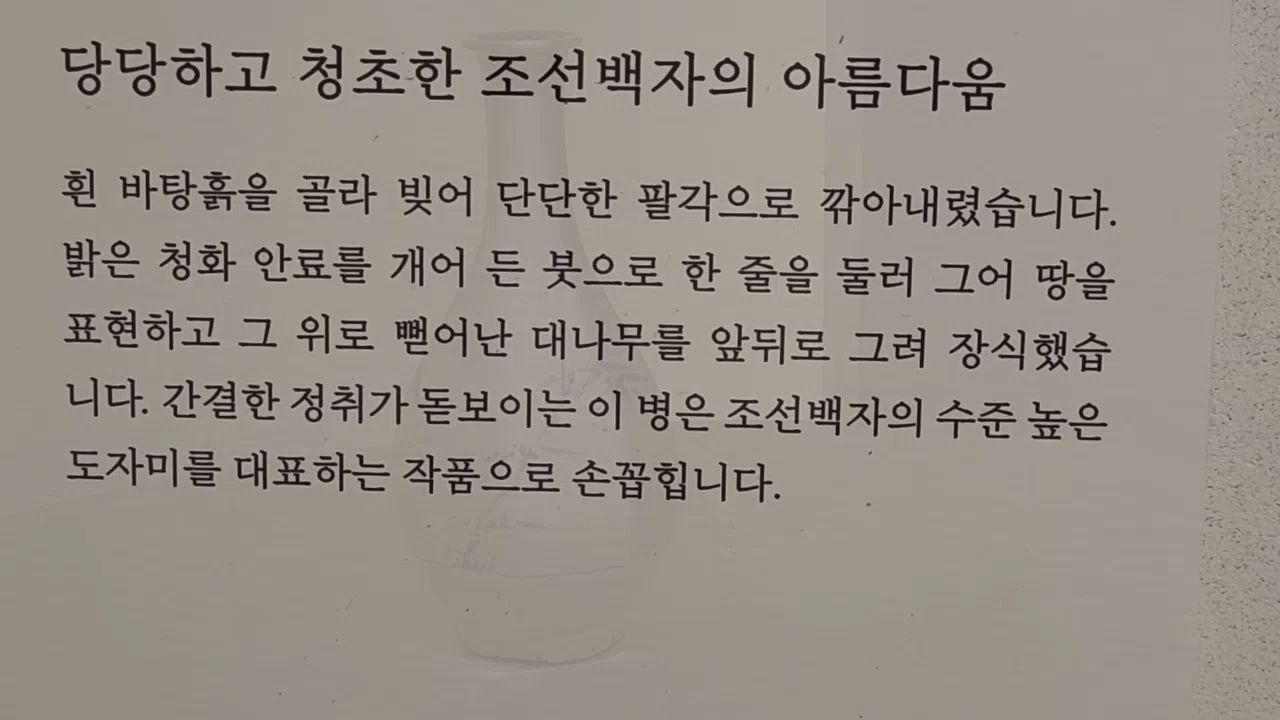 당당하고 청초한 조선백자의 아름다움
흰 바탕흙을 골라 빚어 단단한 팔각으로 깎아내렸습니다.
밝은 청화 안료를 개어 든 붓으로 한 줄을 둘러 그어 땅을
표현하고 그 위로 뻗어난 대나무를 앞뒤로 그려 장식했습
니다. 간결한 정취가 돋보이는 이 병은 조선백자의 수준 높은
도자미를 대표하는 작품으로 손꼽힙니다.